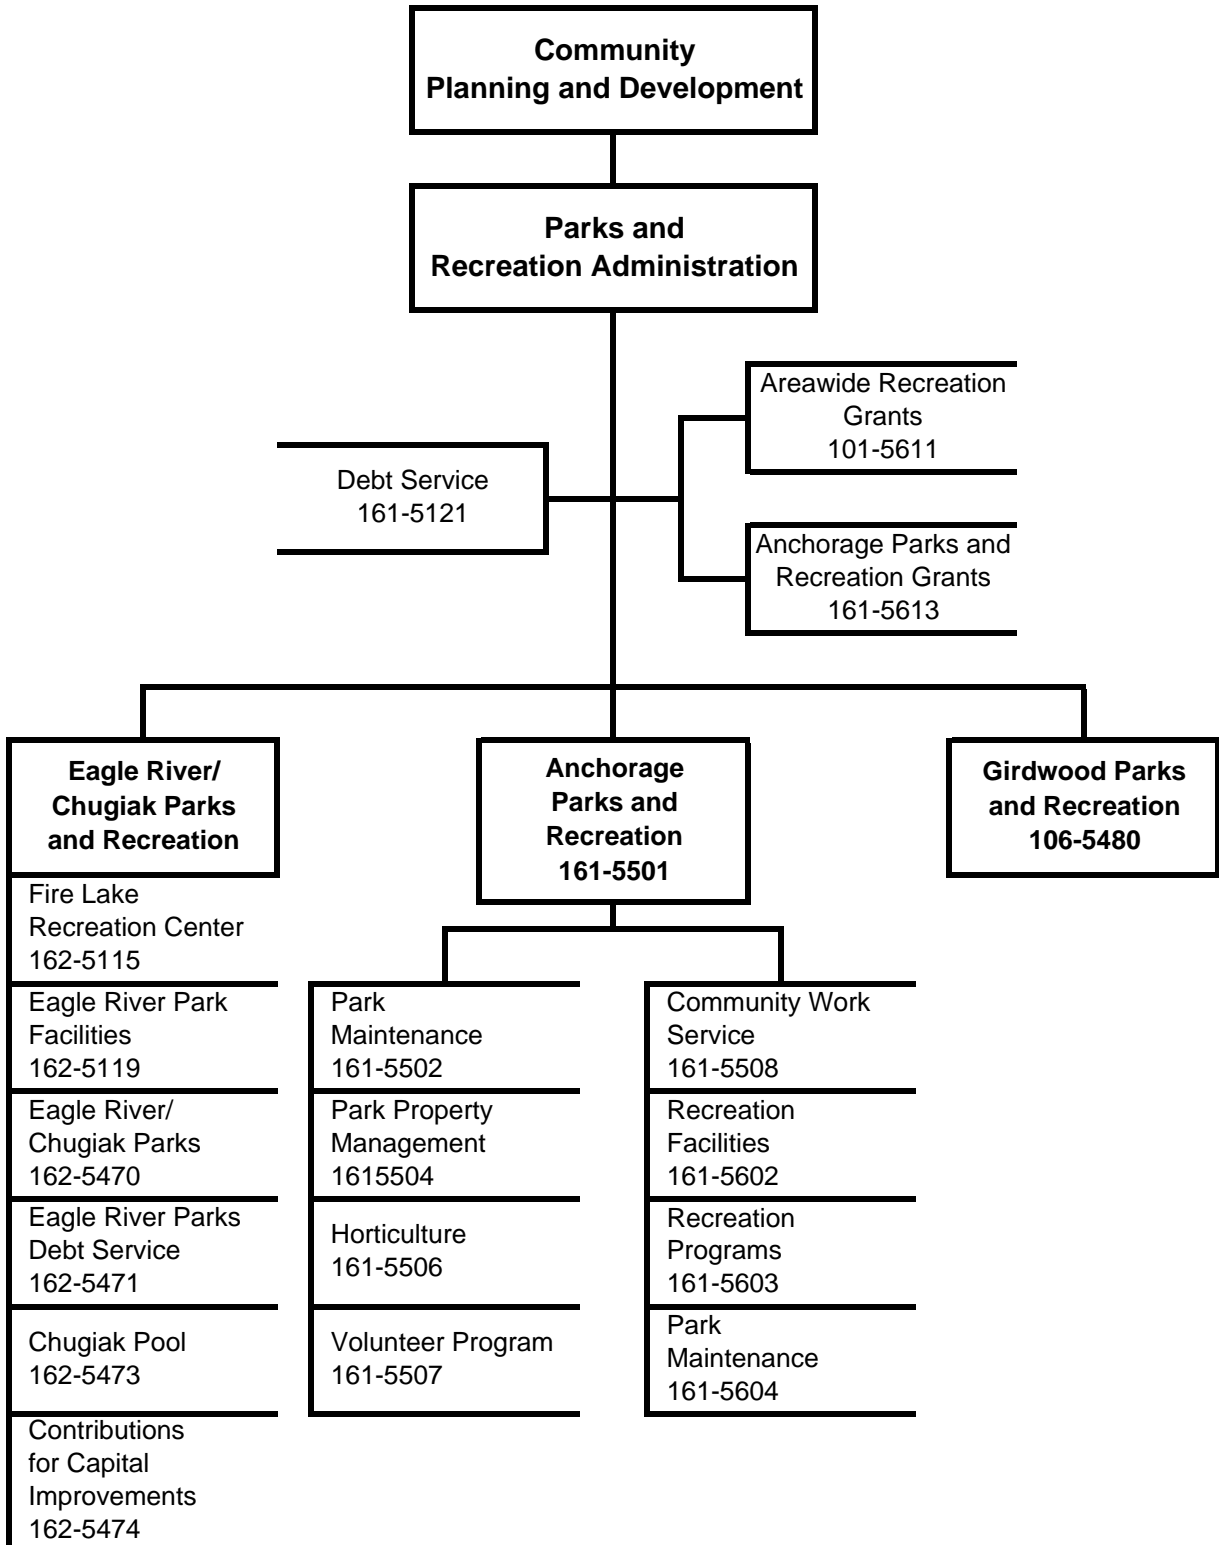 Community
Planning and Development
Parks and
Recreation Administration
Areawide Recreation
Grants
101-5611
Debt Service
161-5121
Anchorage Parks and
Recreation Grants
161-5613
Eagle River/
Chugiak Parks
and Recreation
Anchorage
Parks and
Recreation
161-5501
Girdwood Parks
and Recreation
106-5480
Fire Lake
Recreation Center
162-5115
Eagle River Park
Facilities
162-5119
Eagle River/
Chugiak Parks
162-5470
Eagle River Parks
Debt Service
162-5471
Chugiak Pool
162-5473
Contributions
for Capital
Improvements
162-5474
Park
Maintenance
161-5502
Park Property
Management
1615504
Horticulture
161-5506
Volunteer Program
161-5507
Community Work
Service
161-5508
Recreation
Facilities
161-5602
Recreation
Programs
161-5603
Park
Maintenance
161-5604